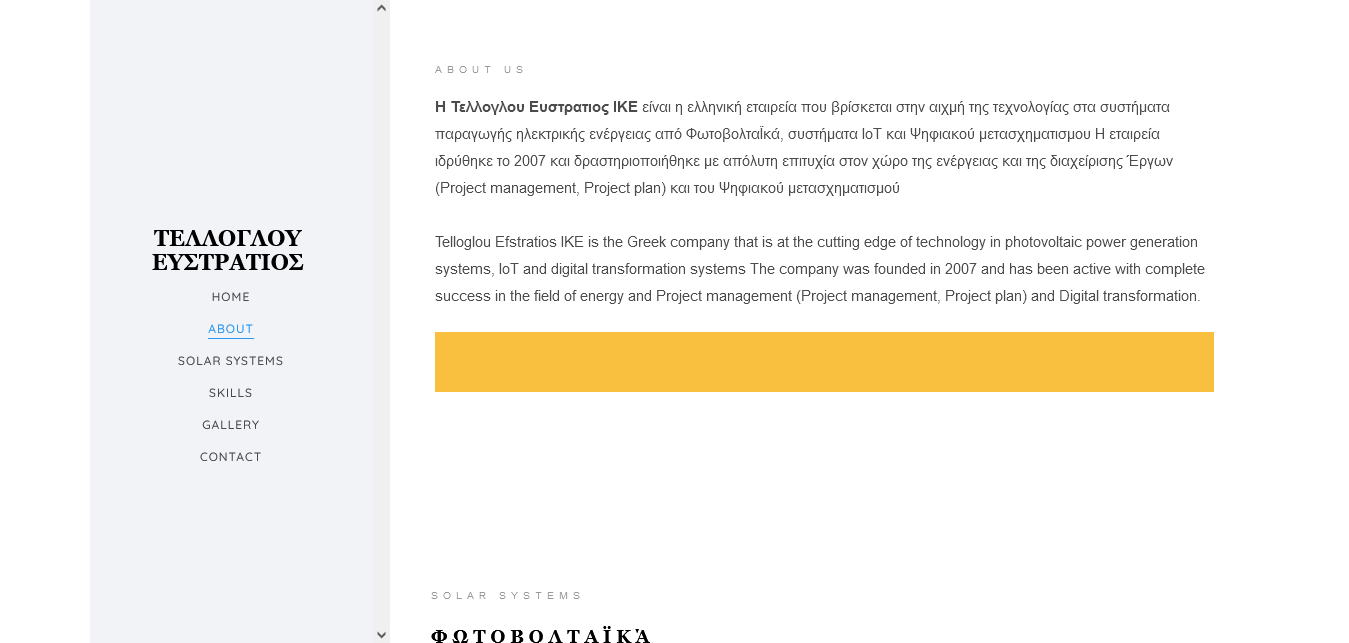 ΤΕΛΛΟΓΛΟΥ
ΕΥΣΤΡΑΤΙΟΣ
HOME
ABOUT
SOLAR SYSTEMS
SKILLS
GALLERY
CONTACT
ABOUT US
Η Τελλογλου Ευστρατιος ΙΚΕ είναι η ελληνική εταιρεία που βρίσκεται στην αιχμή της τεχνολογίας στα συστήματα
παραγωγής ηλεκτρικής ενέργειας από ΦωτοβολταΪκά, συστήματα IoT και Ψηφιακού μετασχηματισμου Η εταιρεία
ιδρύθηκε το 2007 και δραστηριοποιήθηκε με απόλυτη επιτυχία στον χώρο της ενέργειας και της διαχείρισης Έργων
(Project management, Project plan) και του Ψηφιακού μετασχηματισμού
Telloglou Efstratios IKE is the Greek company that is at the cutting edge of technology in photovoltaic power generation
systems, IoT and digital transformation systems The company was founded in 2007 and has been active with complete
success in the field of energy and Project management (Project management, Project plan) and Digital transformation.
SOLAR SYSTEMS
ΦΩΤΟΒΟΛΤΑΪΚΆ